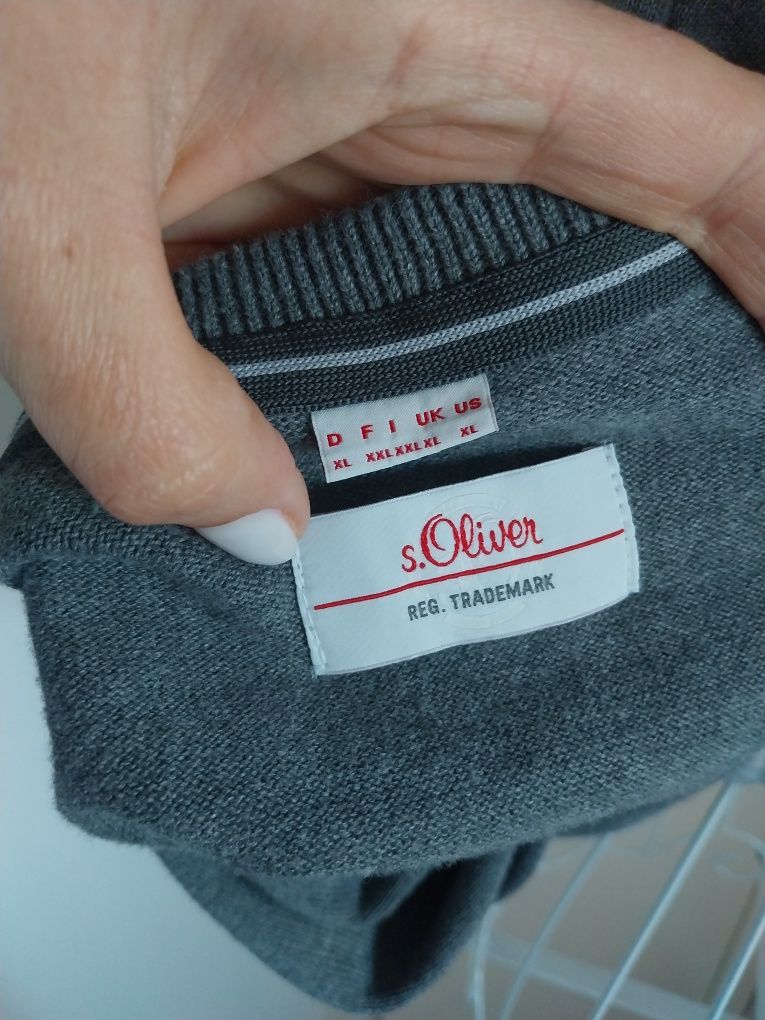 D F I UK US
XL XXL XXL XL XL
s.Oliver
REG. TRADEMARK